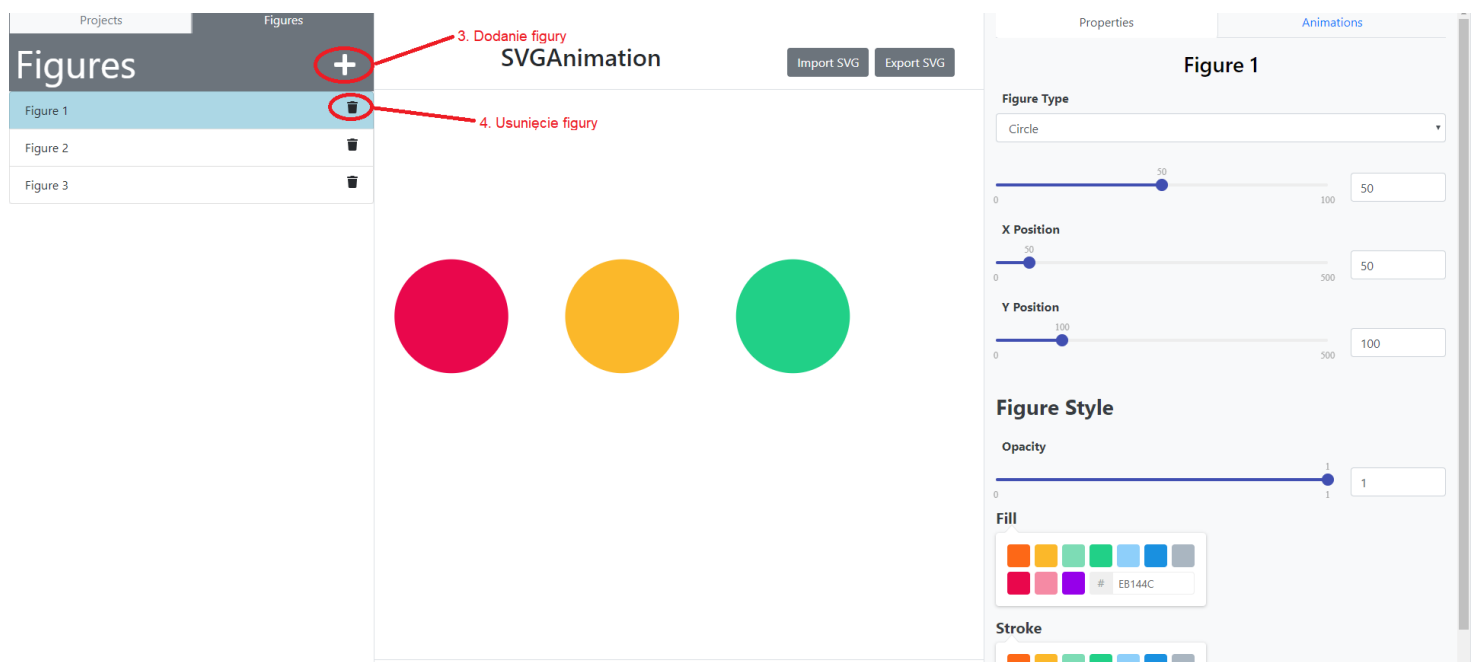 Projects
Figures
Figures
3. Dodanie figury
SVGAnimation
Import SVG
Export SVG
Figure 1
4. Usunięcie figury
Figure 2
Figure 3
Properties
Animations
Figure 1
Figure Type
Circle
50
0
100
50
X Position
50
0
500
50
Y Position
100
0
500
100
Figure Style
Opacity
1
0
1
1
Fill
# EB144C
Stroke